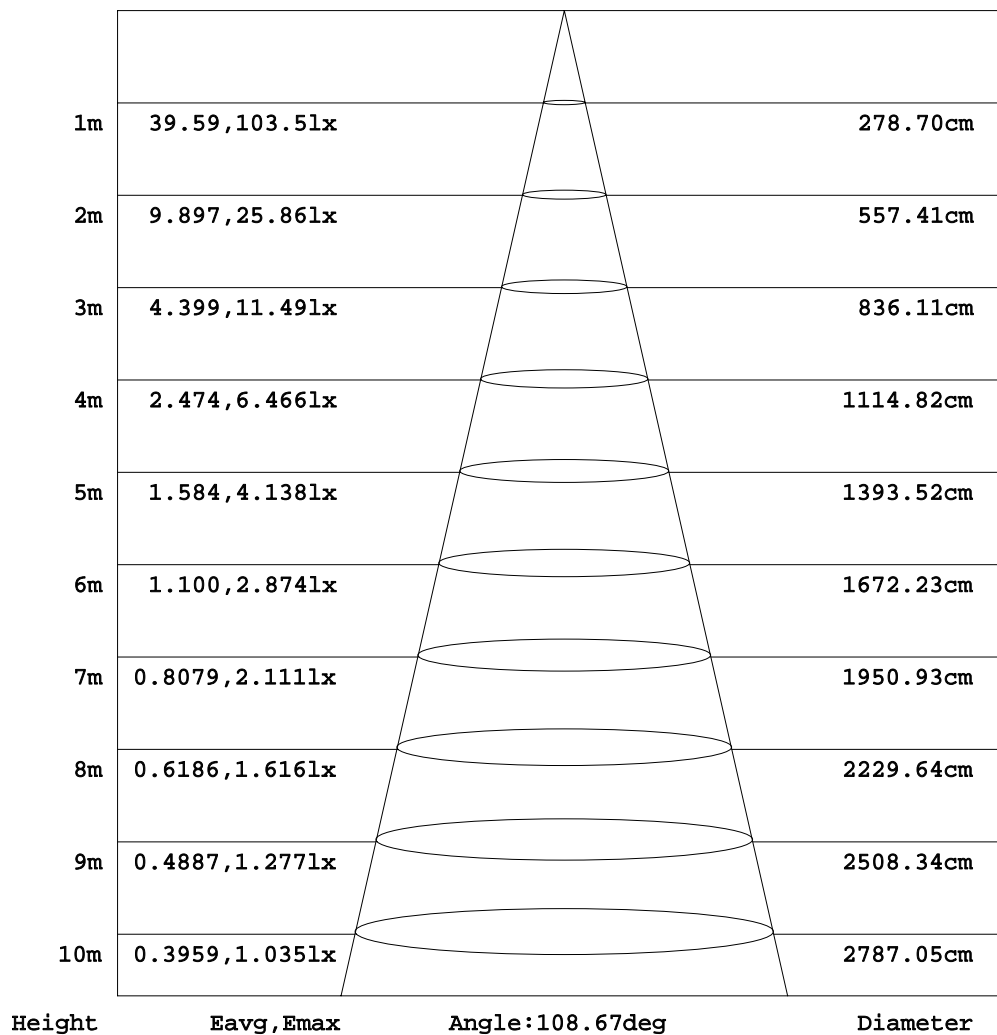 1m 39.59,103.5lx 278.70cm
2m 9.897,25.86lx 557.41cm
3m 4.399,11.49lx 836.11cm
4m 2.474,6.466lx 1114.82cm
5m 1.584,4.138lx 1393.52cm
6m 1.100,2.874lx 1672.23cm
7m 0.8079,2.111lx 1950.93cm
8m 0.6186,1.616lx 2229.64cm
9m 0.4887,1.277lx 2508.34cm
10m 0.3959,1.035lx 2787.05cm
Height Eavg,Emax Angle:108.67deg Diameter